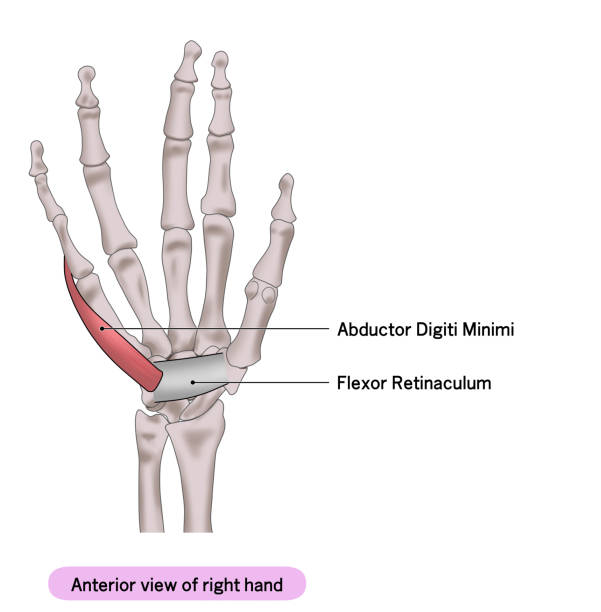 Abductor Digiti Minimi
Flexor Retinaculum
Anterior view of right hand